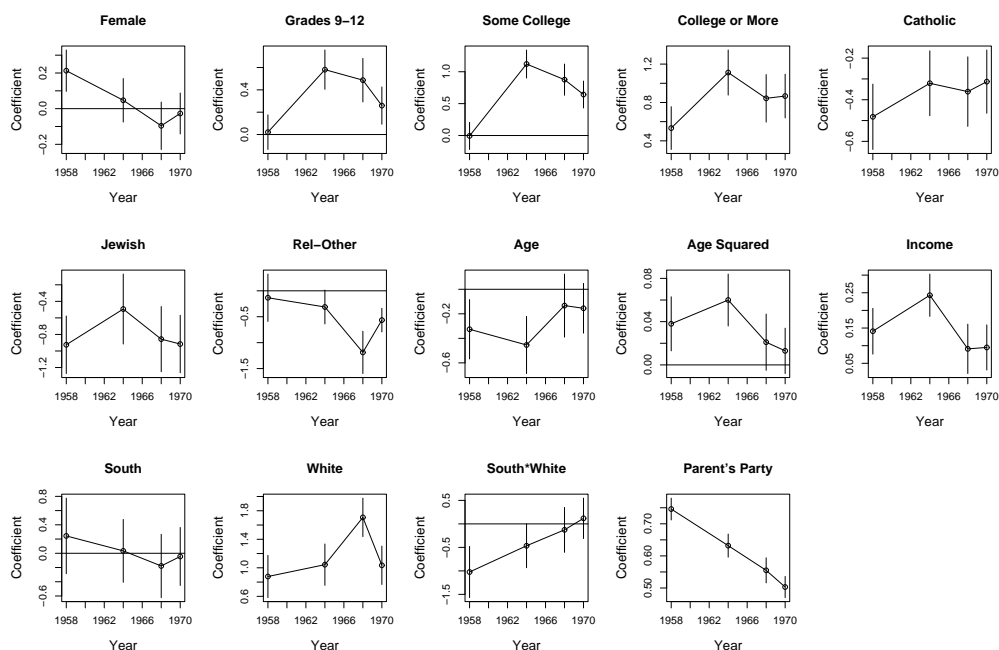 Female
Coefficient
0.2
0.0
−0.2
1958 1962 1966 1970
Year
Grades 9−12
Coefficient
0.4
0.0
1958 1962 1966 1970
Year
Some College
Coefficient
1.0
0.5
0.0
1958 1962 1966 1970
Year
College or More
Coefficient
1.2
0.8
0.4
1958 1962 1966 1970
Year
Catholic
Coefficient
−0.2
−0.4
−0.6
1958 1962 1966 1970
Year
Jewish
Coefficient
−0.4
−0.8
−1.2
1958 1962 1966 1970
Year
Rel−Other
Coefficient
−0.5
−1.5
1958 1962 1966 1970
Year
Age
Coefficient
−0.2
−0.6
1958 1962 1966 1970
Year
Age Squared
Coefficient
0.08
0.04
0.00
1958 1962 1966 1970
Year
Income
Coefficient
0.25
0.15
0.05
1958 1962 1966 1970
Year
South
Coefficient
0.8
0.4
0.0
−0.6
1958 1962 1966 1970
Year
White
Coefficient
1.8
1.4
1.0
0.6
1958 1962 1966 1970
Year
South*White
Coefficient
0.5
−0.5
−1.5
1958 1962 1966 1970
Year
Parent's Party
Coefficient
0.70
0.60
0.50
1958 1962 1966 1970
Year